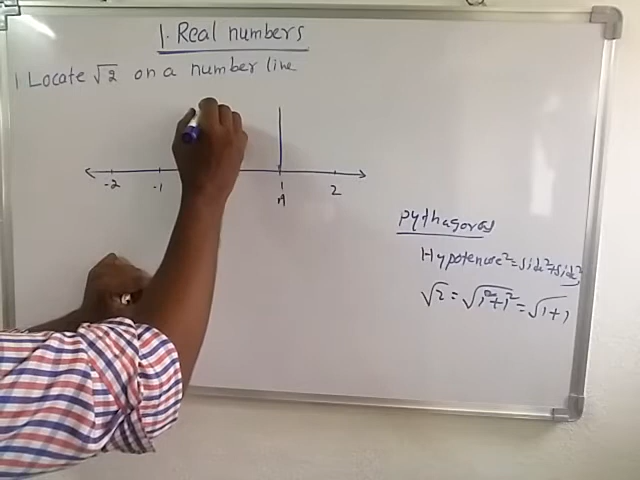 1. Real numbers
1 Locate √2 on a number line
-2 -1 1 2
A
Pythagoras
Hypotenuse² = side² + side²
√2 = √1² + 1² = √1 + 1